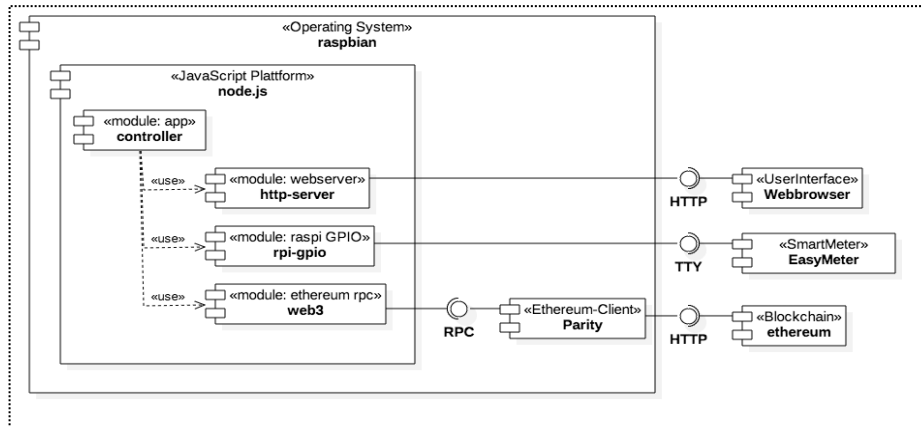 «Operating System»
raspbian
«JavaScript Plattform»
node.js
«module: app»
controller
«use»
«module: webserver»
http-server
HTTP
«UserInterface»
Webbrowser
«use»
«module: raspi GPIO»
rpi-gpio
TTY
«SmartMeter»
EasyMeter
«use»
«module: ethereum rpc»
web3
RPC
«Ethereum-Client»
Parity
HTTP
«Blockchain»
ethereum